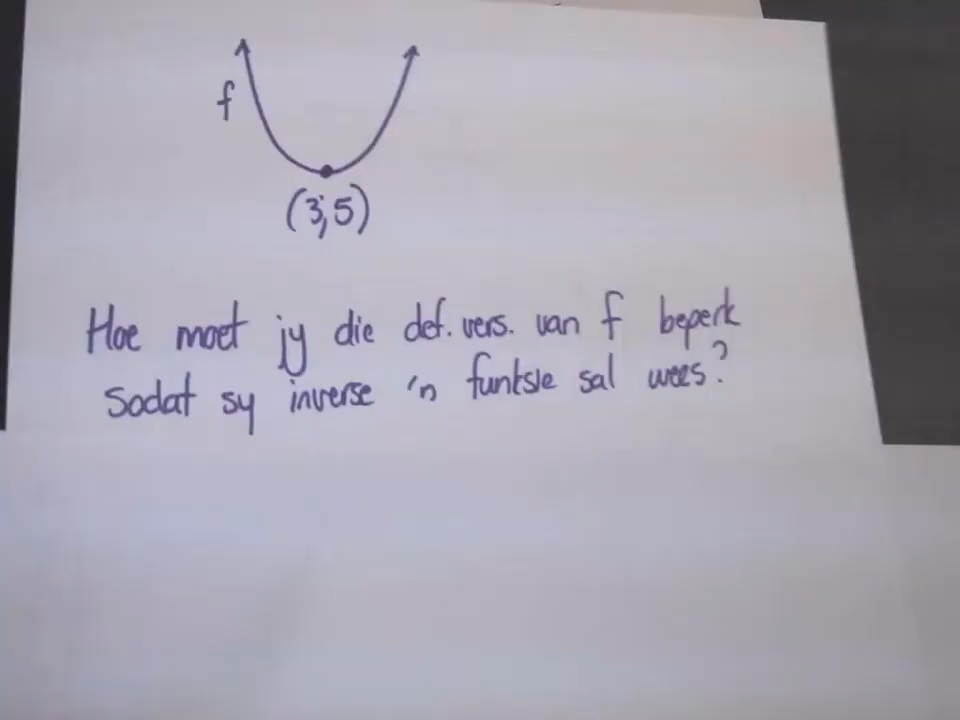 f
(3;5)
Hoe moet jy die def. vers. van f beperk
sodat sy inverse 'n funksie sal wees?